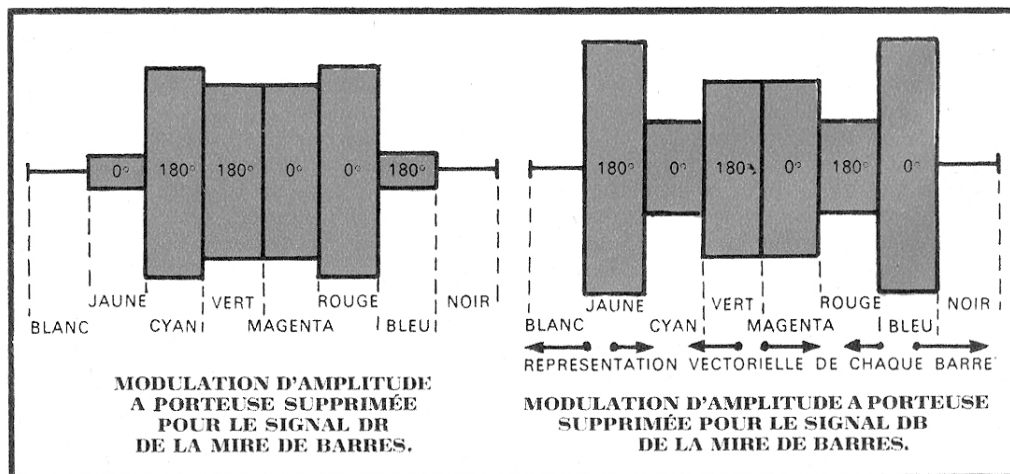 0° 180° 180° 0° 0° 180°
JAUNE VERT ROUGE NOIR
BLANC CYAN MAGENTA BLEU
MODULATION D'AMPLITUDE
A PORTEUSE SUPPRIMÉE
POUR LE SIGNAL DR
DE LA MIRE DE BARRES.
180° 0° 180° 0° 180° 0°
JAUNE VERT ROUGE NOIR
BLANC CYAN MAGENTA BLEU
REPRESENTATION VECTORIELLE DE CHAQUE BARRE
MODULATION D'AMPLITUDE A PORTEUSE
SUPPRIMÉE POUR LE SIGNAL DB
DE LA MIRE DE BARRES.